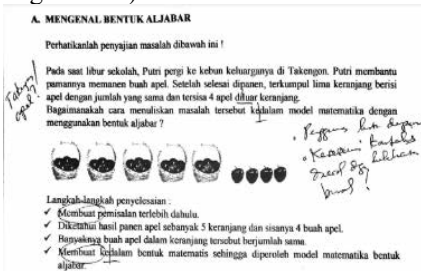 A. MENGENAL BENTUK ALJABAR
Perhatikanlah penyajian masalah dibawah ini !
Pada saat libur sekolah, Putri pergi ke kebun keluarganya di Takengon. Putri membantu
pamannya memanen buah apel. Setelah selesai dipanen, terkumpul lima keranjang berisi
apel dengan jumlah yang sama dan tersisa 4 apel diluar keranjang.
Bagaimanakah cara menuliskan masalah tersebut kedalam model matematika dengan
menggunakan bentuk aljabar ?
Langkah-langkah penyelesaian :
✓ Membuat pemisalan terlebih dahulu.
✓ Diketahui hasil panen apel sebanyak 5 keranjang dan sisanya 4 buah apel.
✓ Banyaknya buah apel dalam keranjang tersebut berjumlah sama.
✓ Membuat kedalam bentuk matematis sehingga diperoleh model matematika bentuk
aljabar.